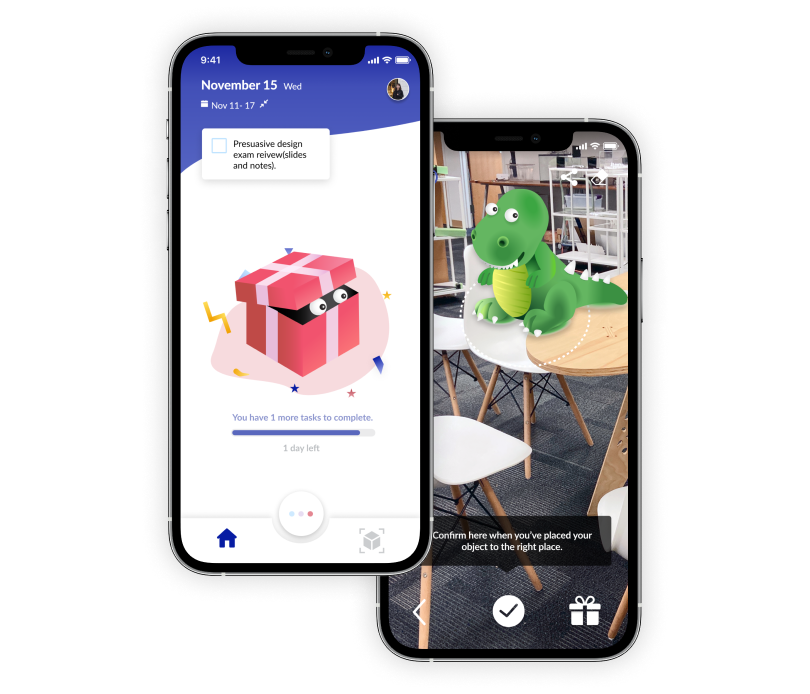 9:41
November 15 Wed
Nov 11- 17
Presuasive design
exam reivew(slides
and notes).
You have 1 more tasks to complete.
1 day left
Confirm here when you've placed your
object to the right place.